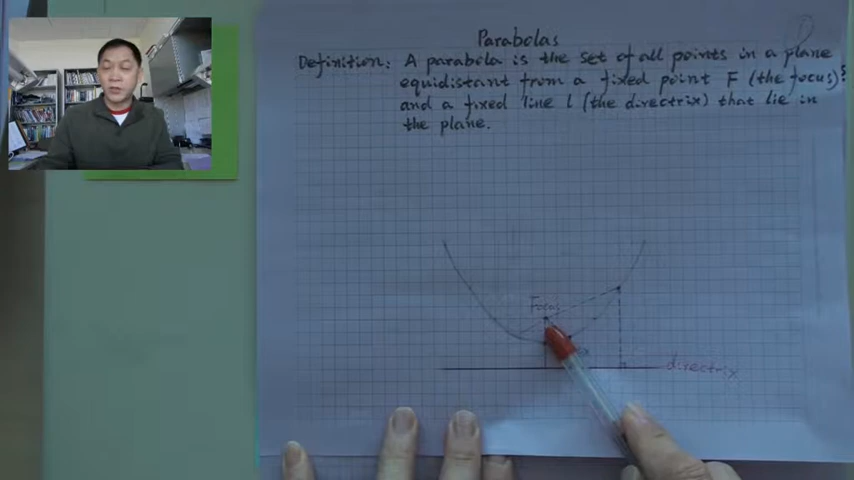 Parabolas
Definition: A parabola is the set of all points in a plane
equidistant from a fixed point F (the focus)
and a fixed line l (the directrix) that lie in
the plane.
Focus
directrix